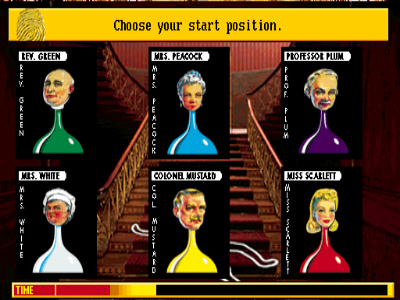 Choose your start position.
REV. GREEN
MRS. PEACOCK
PROFESSOR PLUM
REV. GREEN
MRS. PEACOCK
PROF. PLUM
MRS. WHITE
COLONEL MUSTARD
MISS SCARLETT
MRS. WHITE
COL. MUSTARD
MISS SCARLETT
TIME